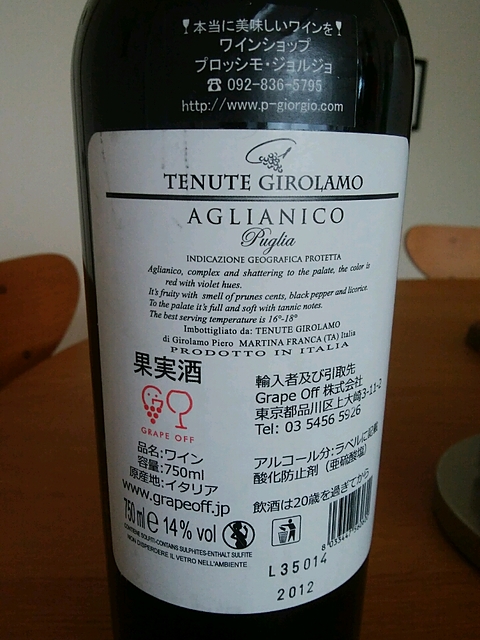 本当に美味しいワインを
ワインショップ
プロッシモ・ジョルジョ
☎ 092-836-5795
http://www.p-giorgio.com
TENUTE GIROLAMO
AGLIANICO
Puglia
INDICAZIONE GEOGRAFICA PROTETTA
Aglianico, complex and shattering to the palate, the color is
red with violet hues.
It's fruity with smell of prunes cents, black pepper and licorice.
To the palate it's full and soft with tannic notes.
The best serving temperature is 16°-18°
Imbottigliato da: TENUTE GIROLAMO
di Girolamo Piero MARTINA FRANCA (TA) Italia
PRODOTTO IN ITALIA
果実酒
GRAPE OFF
品名:ワイン
容量:750ml
原産地:イタリア
www.grapeoff.jp
輸入者及び引取先
Grape Off 株式会社
東京都品川区上大崎3-11-2
Tel: 03 5456 5926
アルコール分:ラベルに記載
酸化防止剤（亜硫酸塩）
飲酒は20歳を過ぎてから
750 ml e 14% vol
CONTIENE SOLFITI-CONTAINS SULPHITES-ENTHALT SULFITE
NON DISPERDERE IL VETRO NELL'AMBIENTE
L35014
2012